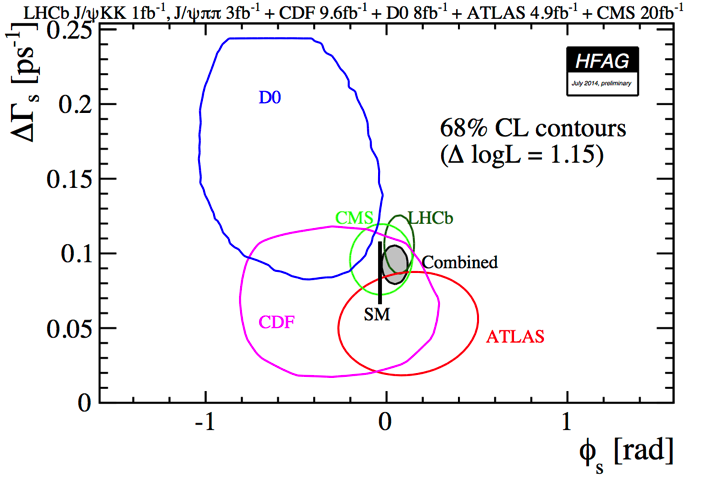 LHCb J/ψKK 1fb⁻¹, J/ψππ 3fb⁻¹ + CDF 9.6fb⁻¹ + D0 8fb⁻¹ + ATLAS 4.9fb⁻¹ + CMS 20fb⁻¹
ΔΓₛ [ps⁻¹]
HFAG
July 2014, preliminary
68% CL contours
(Δ logL = 1.15)
D0
CMS
LHCb
Combined
SM
CDF
ATLAS
0.2
0.15
0.1
0.05
0
-1
0
1
ϕₛ [rad]